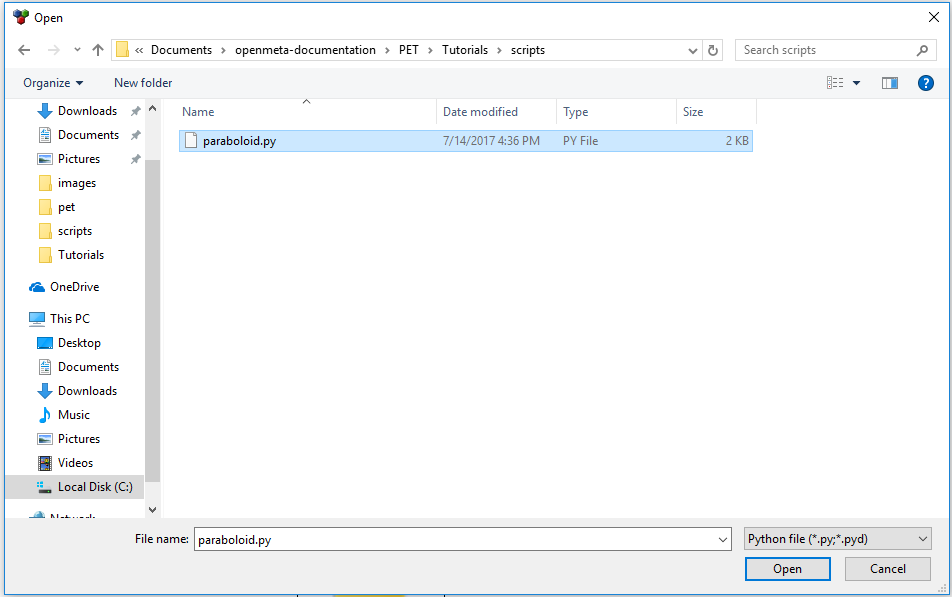 Open
« Documents > openmeta-documentation > PET > Tutorials > scripts
Search scripts
Organize
New folder
Name
Date modified
Type
Size
paraboloid.py
7/14/2017 4:36 PM
PY File
2 KB
Downloads
Documents
Pictures
images
pet
scripts
Tutorials
OneDrive
This PC
Desktop
Documents
Downloads
Music
Pictures
Videos
Local Disk (C:)
Network
File name:
paraboloid.py
Python file (*.py;*.pyd)
Open
Cancel